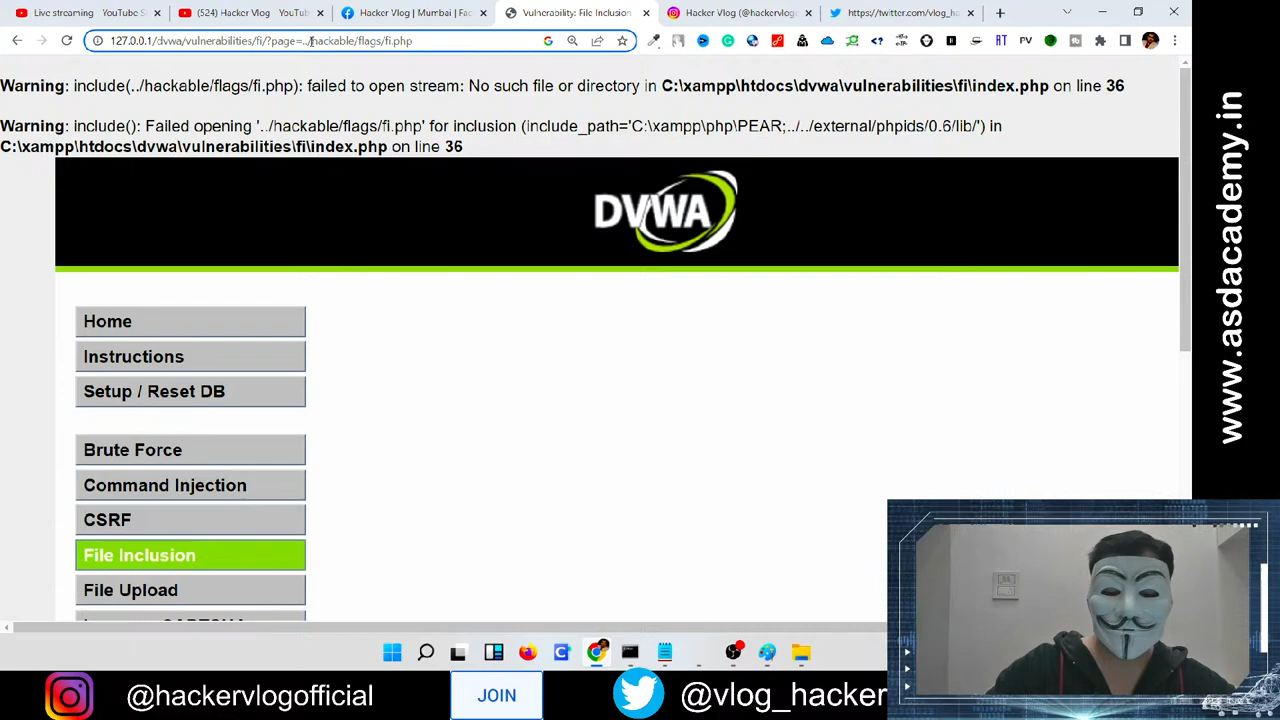 Live streaming - YouTube S
(524) Hacker Vlog - YouTub
Hacker Vlog | Mumbai | Fac
Vulnerability: File Inclusion
Hacker Vlog (@hackervlog
https://twitter.com/vlog_h
127.0.0.1/dvwa/vulnerabilities/fi/?page=../hackable/flags/fi.php
Warning: include(../hackable/flags/fi.php): failed to open stream: No such file or directory in C:\xampp\htdocs\dvwa\vulnerabilities\fi\index.php on line 36
Warning: include(): Failed opening '../hackable/flags/fi.php' for inclusion (include_path='C:\xampp\php\PEAR;../../external/phpids/0.6/lib/') in
C:\xampp\htdocs\dvwa\vulnerabilities\fi\index.php on line 36
DVWA
Home
Instructions
Setup / Reset DB
Brute Force
Command Injection
CSRF
File Inclusion
File Upload
www.asdacademy.in
@hackervlogofficial
JOIN
@vlog_hacker